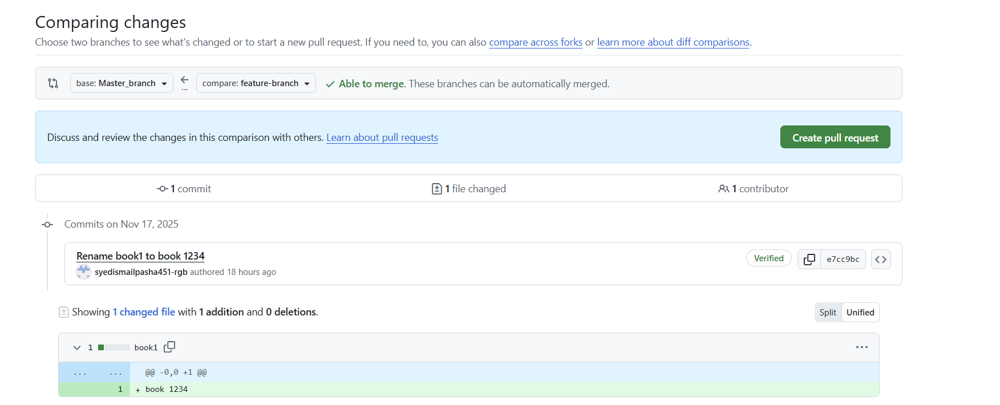 Comparing changes
Choose two branches to see what’s changed or to start a new pull request. If you need to, you can also compare across forks or learn more about diff comparisons.
base: Master_branch ... compare: feature-branch Able to merge. These branches can be automatically merged.
Discuss and review the changes in this comparison with others. Learn about pull requests Create pull request
1 commit 1 file changed 1 contributor
Commits on Nov 17, 2025
Rename book1 to book 1234
Verified e7cc9bc
syedismailpasha451-rgb authored 18 hours ago
Showing 1 changed file with 1 addition and 0 deletions. Split Unified
1 book1
... ... @@ -0,0 +1 @@
1 + book 1234